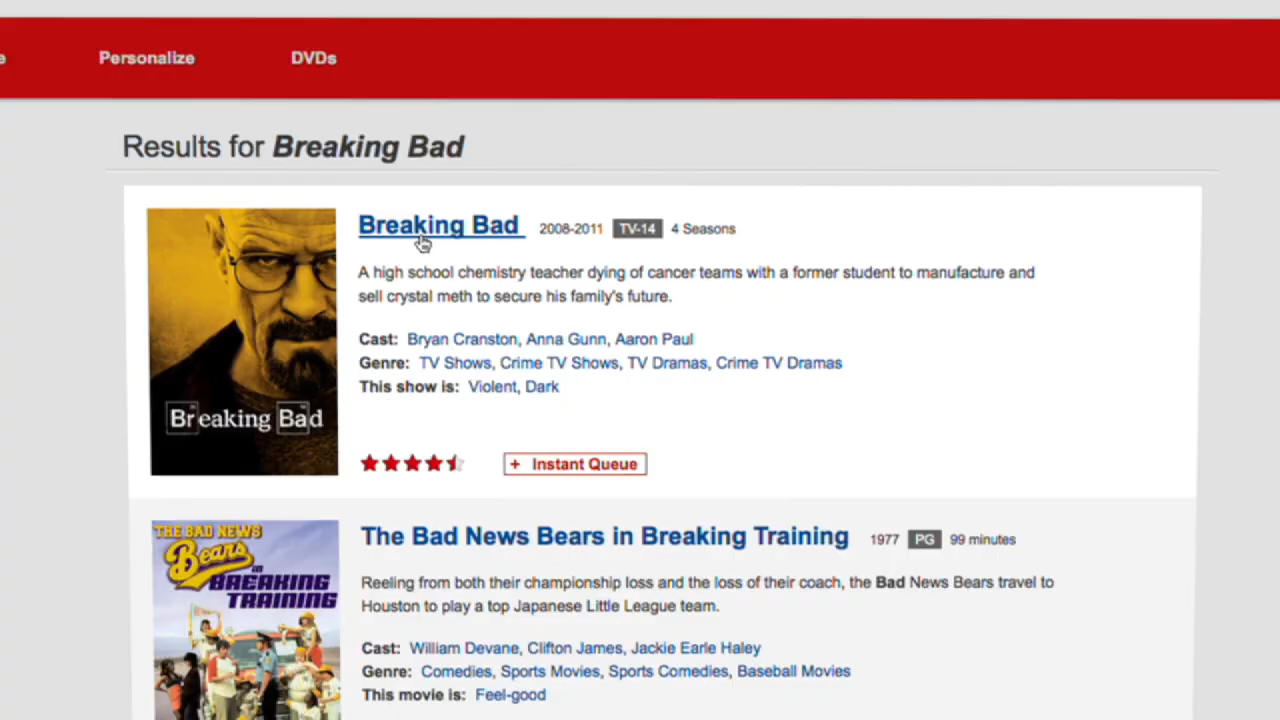 e Personalize DVDs
Results for Breaking Bad
Breaking Bad 2008-2011 TV-14 4 Seasons
A high school chemistry teacher dying of cancer teams with a former student to manufacture and
sell crystal meth to secure his family's future.
Cast: Bryan Cranston, Anna Gunn, Aaron Paul
Genre: TV Shows, Crime TV Shows, TV Dramas, Crime TV Dramas
This show is: Violent, Dark
Breaking Bad
+ Instant Queue
The Bad News Bears in Breaking Training 1977 PG 99 minutes
THE BAD NEWS
Bears
in
BREAKING
TRAINING
Reeling from both their championship loss and the loss of their coach, the Bad News Bears travel to
Houston to play a top Japanese Little League team.
Cast: William Devane, Clifton James, Jackie Earle Haley
Genre: Comedies, Sports Movies, Sports Comedies, Baseball Movies
This movie is: Feel-good